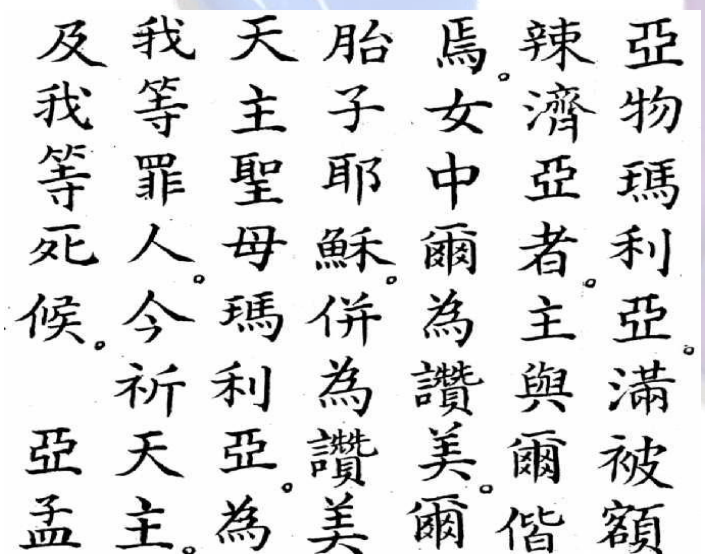 亞物瑪利亞。滿被額
辣濟亞者。主與爾偕
焉。女中爾為讚美。爾
胎子耶穌。併為讚美
天主聖母瑪利亞。為
我等罪人。今祈天主。
及我等死候。亞孟